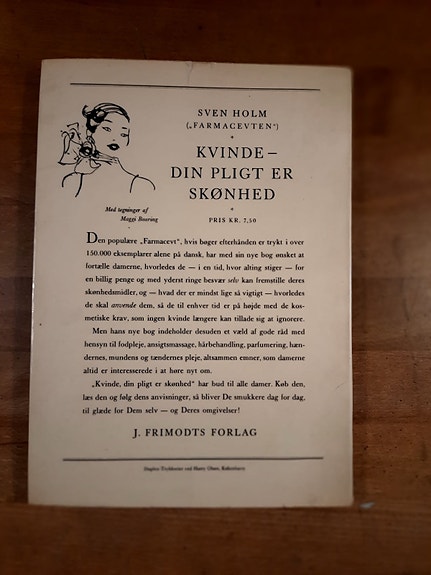 SVEN HOLM
(„FARMACEVTEN“)
KVINDE –
DIN PLIGT ER
SKØNHED
Med tegninger af
Maggi Baaring
PRIS KR. 7,50
Den populære „Farmacevt“, hvis bøger efterhånden er trykt i over
150.000 eksemplarer alene på dansk, har med sin nye bog ønsket at
fortælle damerne, hvorledes de — i en tid, hvor alting stiger — for
en billig penge og med yderst ringe besvær selv kan fremstille deres
skønhedsmidler, og — hvad der er mindst lige så vigtigt — hvorledes
de skal anvende dem, så de til enhver tid er på højde med de kos-
metiske krav, som ingen kvinde længere kan tillade sig at ignorere.
Men hans nye bog indeholder desuden et væld af gode råd med
hensyn til fodpleje, ansigtsmassage, hårbehandling, parfumering, hæn-
dernes, mundens og tændernes pleje, altsammen emner, som damerne
altid er interesserede i at høre nyt om.
„Kvinde, din pligt er skønhed“ har bud til alle damer. Køb den,
læs den og følg dens anvisninger, så bliver De smukkere dag for dag,
til glæde for Dem selv — og Deres omgivelser!
J. FRIMODTS FORLAG
Omslag: Trykkeriet ved Harry Olsen, København